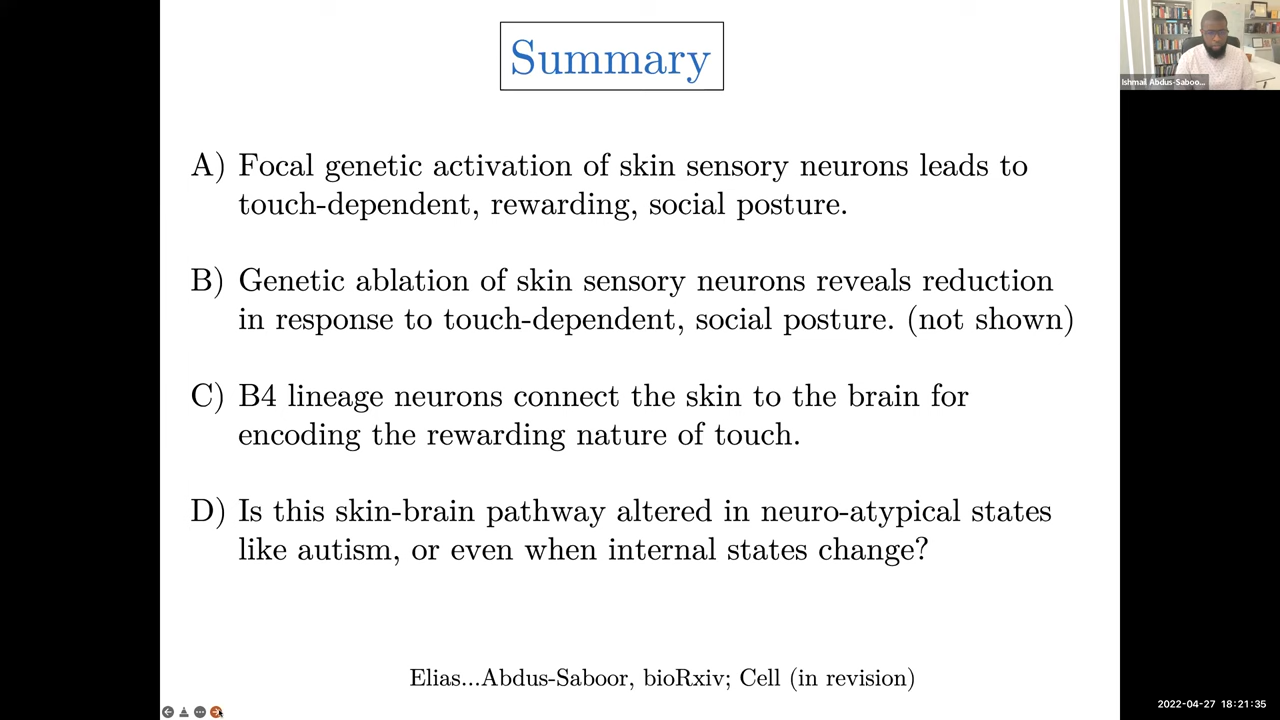 Summary
Ishmail Abdus-Saboo...
A) Focal genetic activation of skin sensory neurons leads to
touch-dependent, rewarding, social posture.
B) Genetic ablation of skin sensory neurons reveals reduction
in response to touch-dependent, social posture. (not shown)
C) B4 lineage neurons connect the skin to the brain for
encoding the rewarding nature of touch.
D) Is this skin-brain pathway altered in neuro-atypical states
like autism, or even when internal states change?
Elias...Abdus-Saboor, bioRxiv; Cell (in revision)
2022-04-27 18:21:35